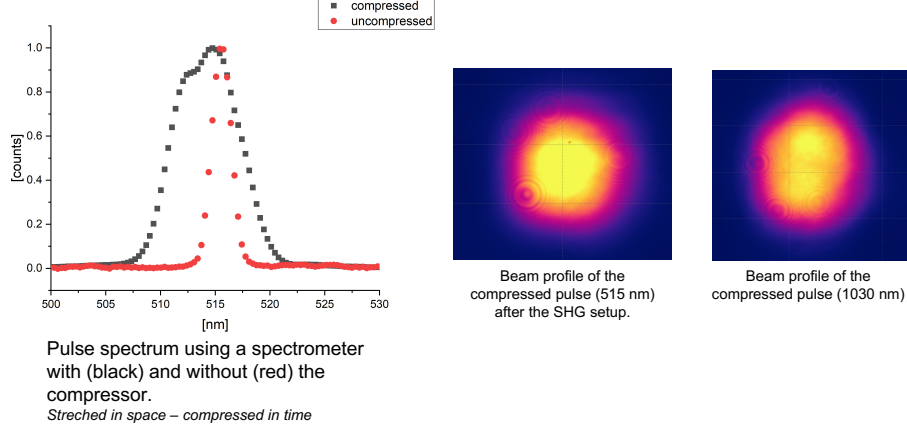 compressed
uncompressed
1.0
0.8
0.6
0.4
0.2
0.0
[counts]
500
505
510
515
520
525
530
[nm]
Pulse spectrum using a spectrometer
with (black) and without (red) the
compressor.
Streched in space – compressed in time
Beam profile of the
compressed pulse (515 nm)
after the SHG setup.
Beam profile of the
compressed pulse (1030 nm)